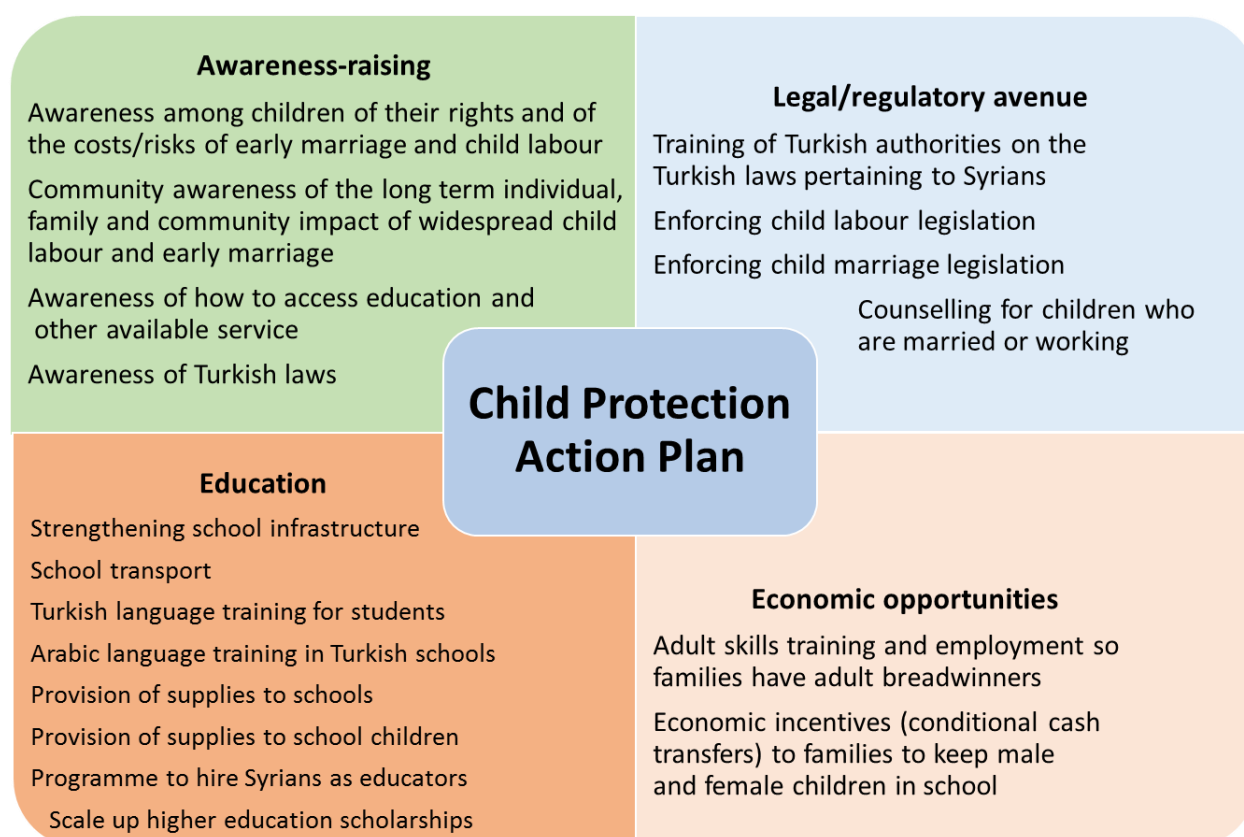 Awareness-raising
Awareness among children of their rights and of
the costs/risks of early marriage and child labour
Community awareness of the long term individual,
family and community impact of widespread child
labour and early marriage
Awareness of how to access education and
other available service
Awareness of Turkish laws
Legal/regulatory avenue
Training of Turkish authorities on the
Turkish laws pertaining to Syrians
Enforcing child labour legislation
Enforcing child marriage legislation
Counselling for children who
are married or working
Child Protection
Action Plan
Education
Strengthening school infrastructure
School transport
Turkish language training for students
Arabic language training in Turkish schools
Provision of supplies to schools
Provision of supplies to school children
Programme to hire Syrians as educators
Scale up higher education scholarships
Economic opportunities
Adult skills training and employment so
families have adult breadwinners
Economic incentives (conditional cash
transfers) to families to keep male
and female children in school